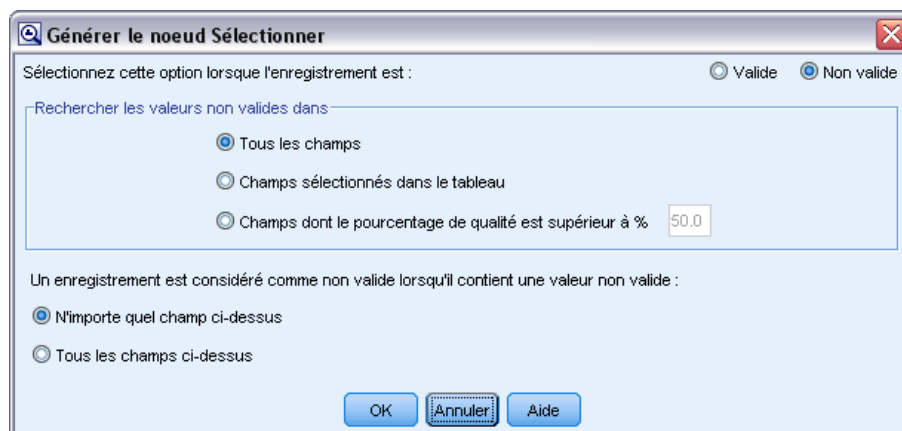 Générer le noeud Sélectionner
Sélectionnez cette option lorsque l'enregistrement est : Valide Non valide
Rechercher les valeurs non valides dans
Tous les champs
Champs sélectionnés dans le tableau
Champs dont le pourcentage de qualité est supérieur à % 50.0
Un enregistrement est considéré comme non valide lorsqu'il contient une valeur non valide :
N'importe quel champ ci-dessus
Tous les champs ci-dessus
OK Annuler Aide